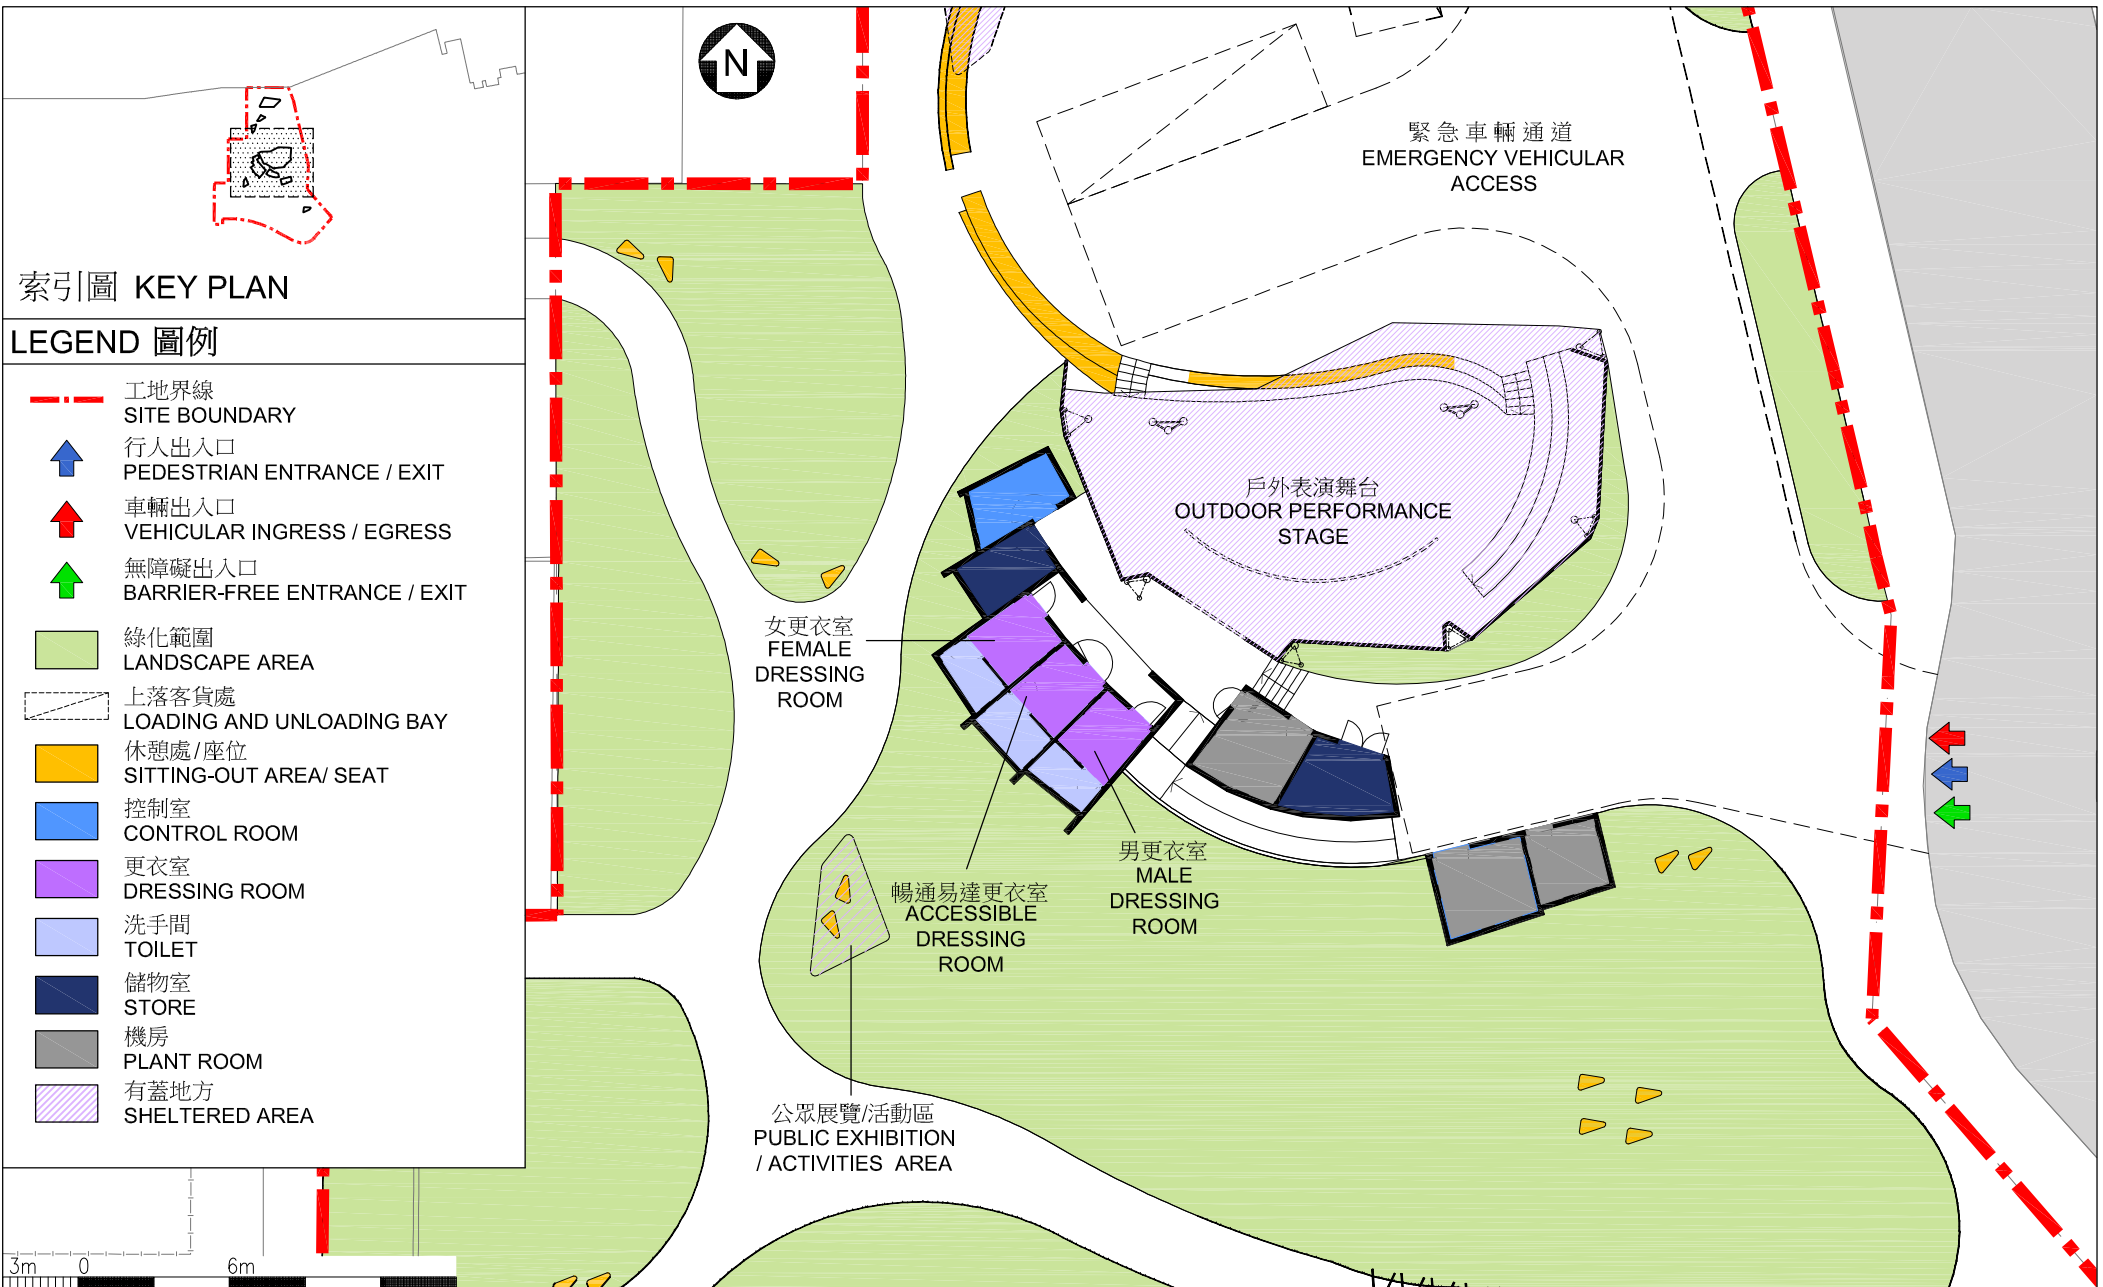 索引圖 KEY PLAN
LEGEND 圖例
工地界線
SITE BOUNDARY
行人出入口
PEDESTRIAN ENTRANCE / EXIT
車輛出入口
VEHICULAR INGRESS / EGRESS
無障礙出入口
BARRIER-FREE ENTRANCE / EXIT
綠化範圍
LANDSCAPE AREA
上落客貨處
LOADING AND UNLOADING BAY
休憩處/座位
SITTING-OUT AREA/ SEAT
控制室
CONTROL ROOM
更衣室
DRESSING ROOM
洗手間
TOILET
儲物室
STORE
機房
PLANT ROOM
有蓋地方
SHELTERED AREA
3m 0 6m
N
緊急車輛通道
EMERGENCY VEHICULAR
ACCESS
戶外表演舞台
OUTDOOR PERFORMANCE
STAGE
女更衣室
FEMALE
DRESSING
ROOM
男更衣室
MALE
DRESSING
ROOM
暢通易達更衣室
ACCESSIBLE
DRESSING
ROOM
公眾展覽/活動區
PUBLIC EXHIBITION
/ ACTIVITIES AREA